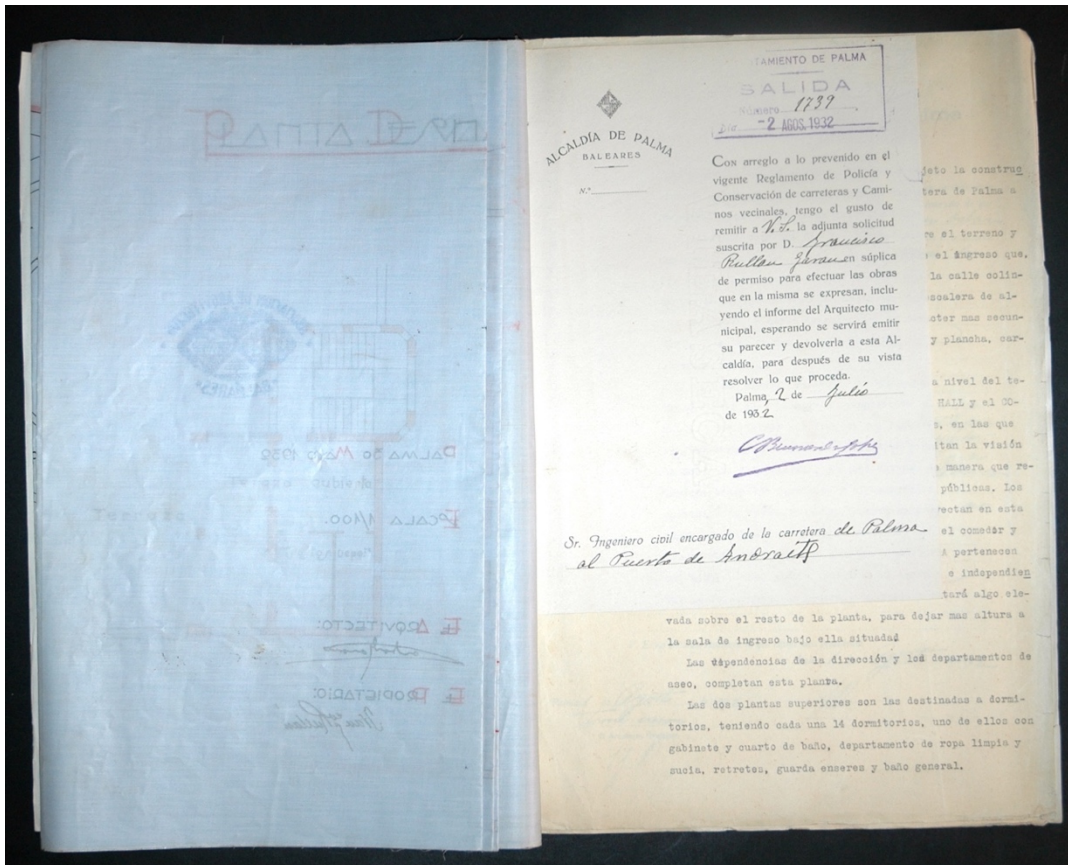 PLANTA
PALMA 30 MAYO 1932
ESCALA 1/100.
Terraza
EL ARQVITECTO:
EL PROPIETARIO:
ALCALDÍA DE PALMA
BALEARES
N.º
TAMIENTO DE PALMA
SALIDA
Número 1739
Día -2 AGOS. 1932
CON arreglo a lo prevenido en el
vigente Reglamento de Policía y
Conservación de carreteras y Cami-
nos vecinales, tengo el gusto de
remitir a V. S. la adjunta solicitud
suscrita por D. Francisco
Rullan Garau en súplica
de permiso para efectuar las obras
que en la misma se expresan, inclu-
yendo el informe del Arquitecto mu-
nicipal, esperando se servirá emitir
su parecer y devolverla a esta Al-
caldía, para después de su vista
resolver lo que proceda.
Palma, 2 de Julio
de 1932
Sr. Ingeniero civil encargado de la carretera de Palma
al Puerto de Andraitx
jeto la construc
tera de Palma a
re el terreno y
el ingreso que,
la calle colin-
scalera de al-
cter mas secun-
y plancha, car-
a nivel del te-
HALL y el CO-
s, en las que
itan la visión
manera que re-
públicas. Los
ectan en esta
el comedor y
A pertenecen
e independien
tará algo ele-
vada sobre el resto de la planta, para dejar mas altura a
la sala de ingreso bajo ella situada
Las dependencias de la dirección y los departamentos de
aseo, completan esta planta.
Las dos plantas superiores son las destinadas a dormi-
torios, teniendo cada una 14 dormitorios, uno de ellos con
gabinete y cuarto de baño, departamento de ropa limpia y
sucia, retretes, guarda enseres y baño general.